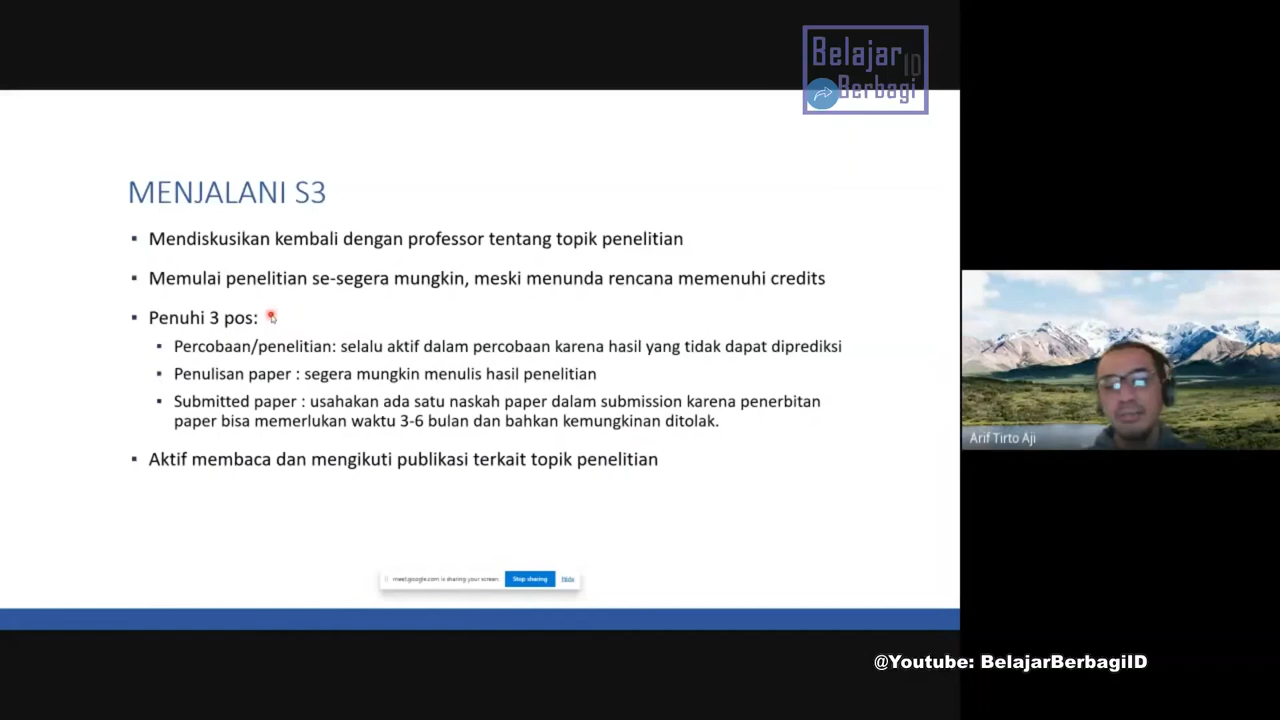 Belajar ID
Berbagi
MENJALANI S3
▪ Mendiskusikan kembali dengan professor tentang topik penelitian
▪ Memulai penelitian se-segera mungkin, meski menunda rencana memenuhi credits
▪ Penuhi 3 pos:
▪ Percobaan/penelitian: selalu aktif dalam percobaan karena hasil yang tidak dapat diprediksi
▪ Penulisan paper : segera mungkin menulis hasil penelitian
▪ Submitted paper : usahakan ada satu naskah paper dalam submission karena penerbitan
paper bisa memerlukan waktu 3-6 bulan dan bahkan kemungkinan ditolak.
▪ Aktif membaca dan mengikuti publikasi terkait topik penelitian
meet.google.com is sharing your screen. Stop sharing Hide
Arif Tirto Aji
@Youtube: BelajarBerbagiID